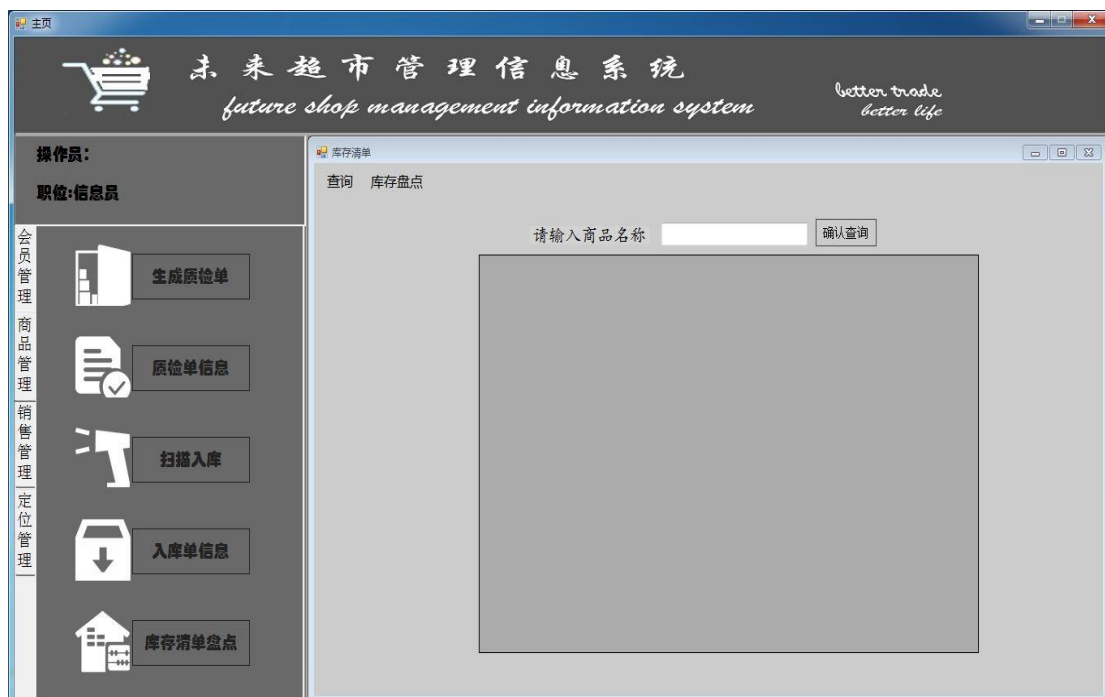 主页
未来超市管理信息系统
future shop management information system
better trade
better life
操作员：
职位:信息员
会员管理
商品管理
销售管理
定位管理
生成质检单
质检单信息
扫描入库
入库单信息
库存清单盘点
库存清单
查询 库存盘点
请输入商品名称
确认查询